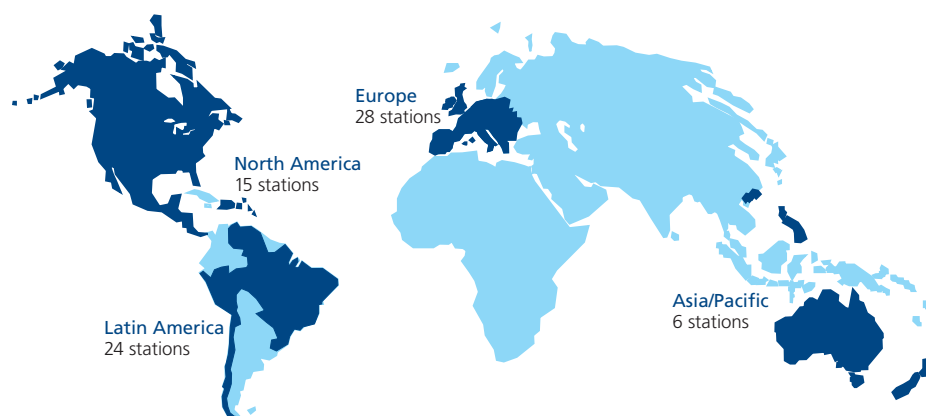 Europe
28 stations
North America
15 stations
Asia/Pacific
6 stations
Latin America
24 stations